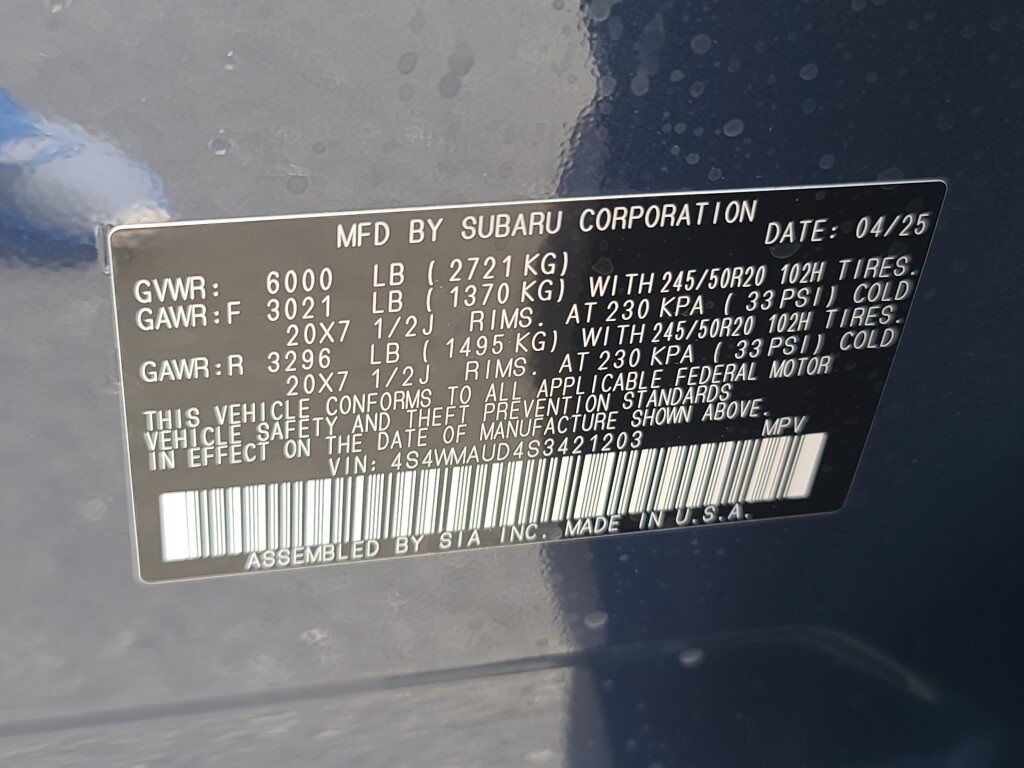 MFD BY SUBARU CORPORATION DATE: 04/25
GVWR: 6000 LB ( 2721 KG)
GAWR:F 3021 LB ( 1370 KG) WITH 245/50R20 102H TIRES.
20X7 1/2J RIMS. AT 230 KPA ( 33 PSI) COLD
GAWR:R 3296 LB ( 1495 KG) WITH 245/50R20 102H TIRES.
20X7 1/2J RIMS. AT 230 KPA ( 33 PSI) COLD
THIS VEHICLE CONFORMS TO ALL APPLICABLE FEDERAL MOTOR
VEHICLE SAFETY AND THEFT PREVENTION STANDARDS
IN EFFECT ON THE DATE OF MANUFACTURE SHOWN ABOVE.
VIN: 4S4WMAUD4S3421203 MPV
ASSEMBLED BY SIA INC. MADE IN U.S.A.